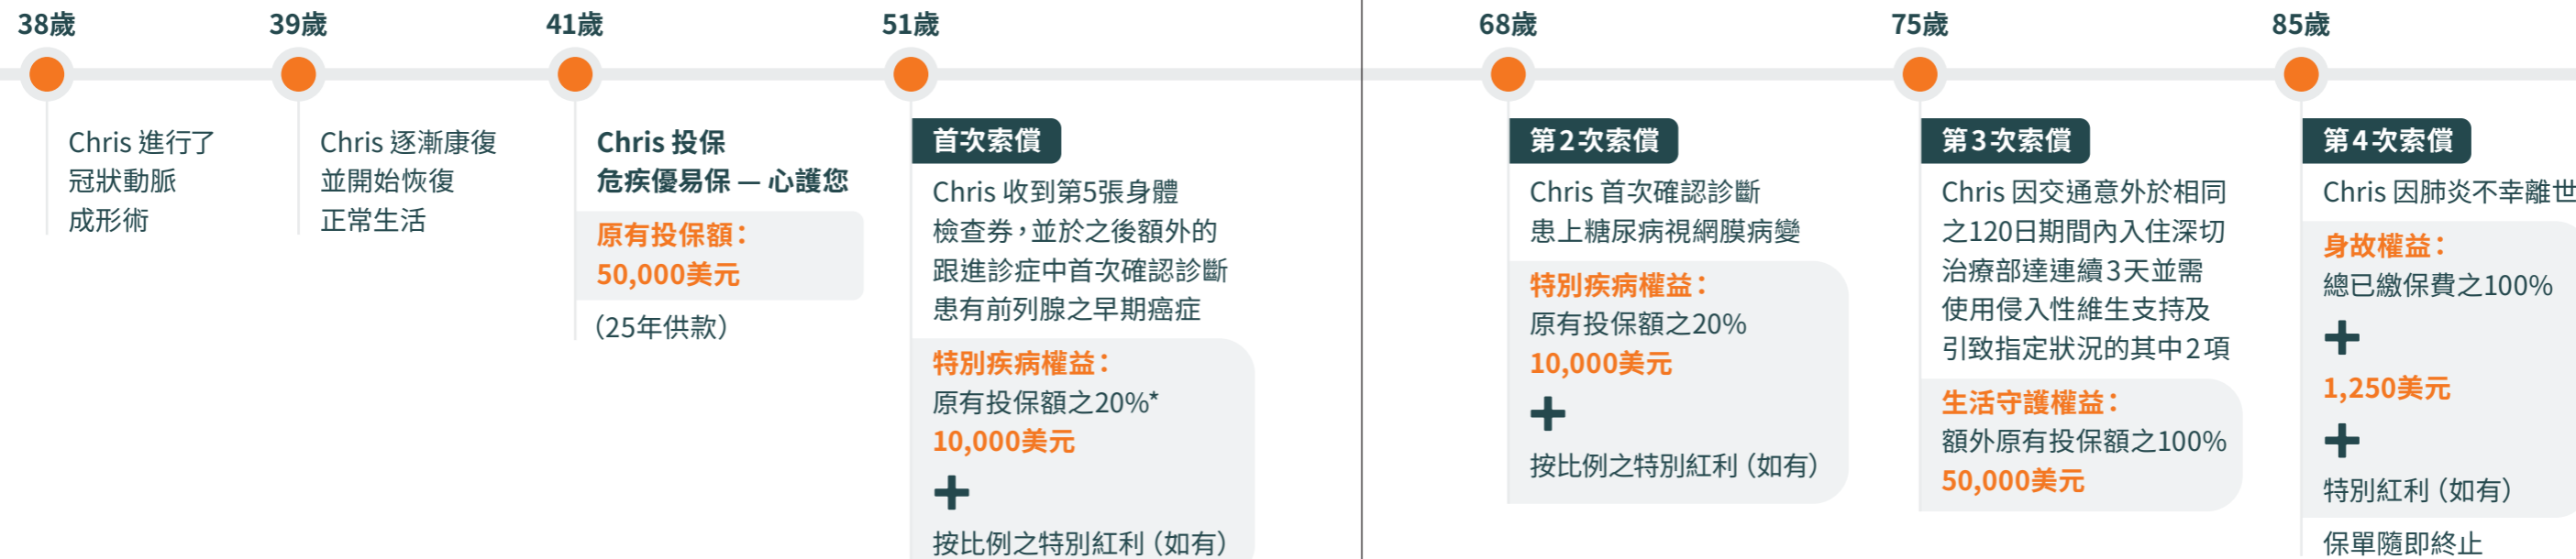 38歲
Chris 進行了
冠狀動脈
成形術
39歲
Chris 逐漸康復
並開始恢復
正常生活
41歲
Chris 投保
危疾優易保 — 心護您
原有投保額：
50,000美元
（25年供款）
51歲
首次索償
Chris 收到第5張身體
檢查券，並於之後額外的
跟進診症中首次確認診斷
患有前列腺之早期癌症
特別疾病權益：
原有投保額之20%*
10,000美元
+
按比例之特別紅利（如有）
68歲
第2次索償
Chris 首次確認診斷
患上糖尿病視網膜病變
特別疾病權益：
原有投保額之20%
10,000美元
+
按比例之特別紅利（如有）
75歲
第3次索償
Chris 因交通意外於相同
之120日期間內入住深切
治療部達連續3天並需
使用侵入性維生支持及
引致指定狀況的其中2項
生活守護權益：
額外原有投保額之100%
50,000美元
85歲
第4次索償
Chris 因肺炎不幸離世
身故權益：
總已繳保費之100%
+
1,250美元
+
特別紅利（如有）
保單隨即終止